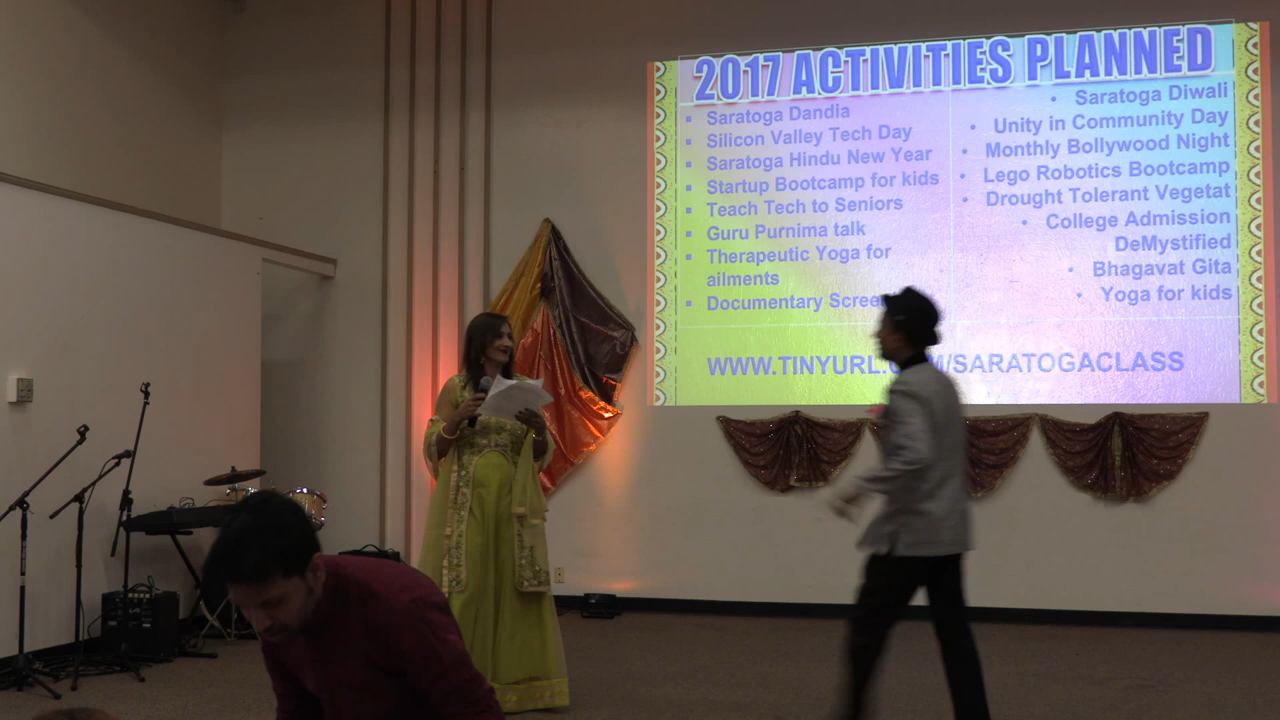 2017 ACTIVITIES PLANNED
Saratoga Dandia
Silicon Valley Tech Day
Saratoga Hindu New Year
Startup Bootcamp for kids
Teach Tech to Seniors
Guru Purnima talk
Therapeutic Yoga for
ailments
Documentary
Saratoga Diwali
Unity in Community Day
Monthly Bollywood Night
Lego Robotics Bootcamp
Drought Tolerant Vegetat
College Admission
DeMystified
Bhagavat Gita
Yoga for kids